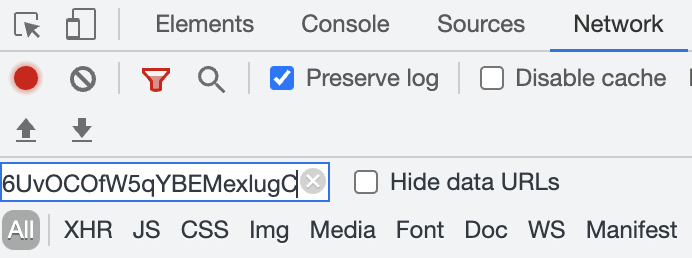 Elements Console Sources Network
Preserve log Disable cache
6UvOCOfW5qYBEMexlugC Hide data URLs
All XHR JS CSS Img Media Font Doc WS Manifest